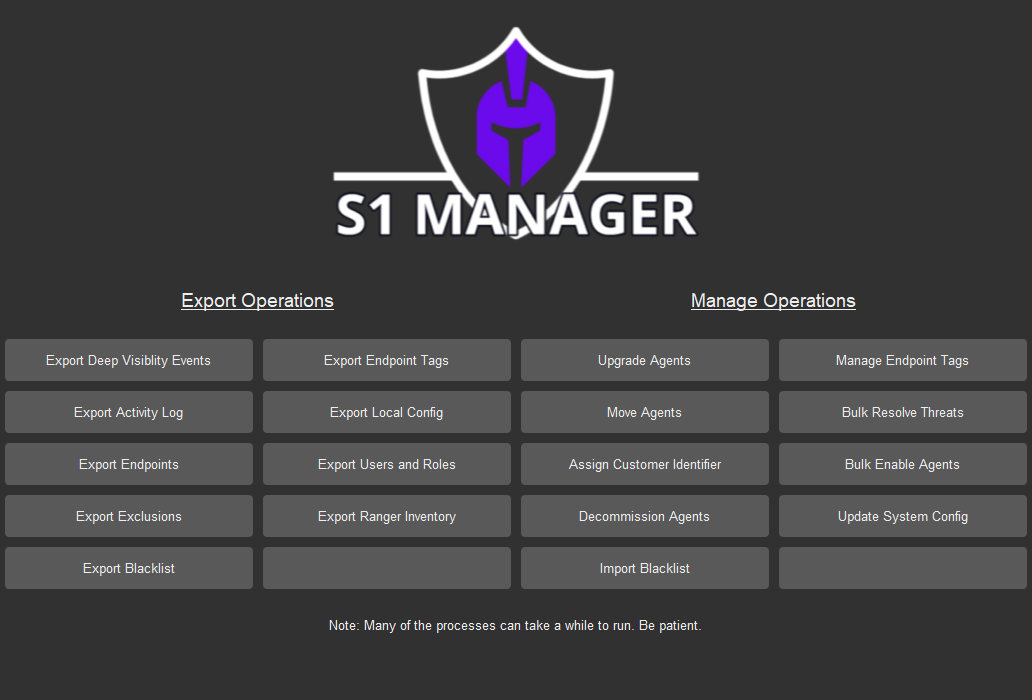 S1 MANAGER
Export Operations
Manage Operations
Export Deep Visiblity Events
Export Endpoint Tags
Upgrade Agents
Manage Endpoint Tags
Export Activity Log
Export Local Config
Move Agents
Bulk Resolve Threats
Export Endpoints
Export Users and Roles
Assign Customer Identifier
Bulk Enable Agents
Export Exclusions
Export Ranger Inventory
Decommission Agents
Update System Config
Export Blacklist
Import Blacklist
Note: Many of the processes can take a while to run. Be patient.